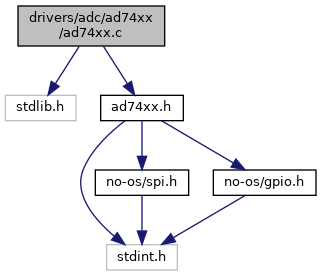 drivers/adc/ad74xx
/ad74xx.c
stdlib.h
ad74xx.h
no-os/spi.h
no-os/gpio.h
stdint.h